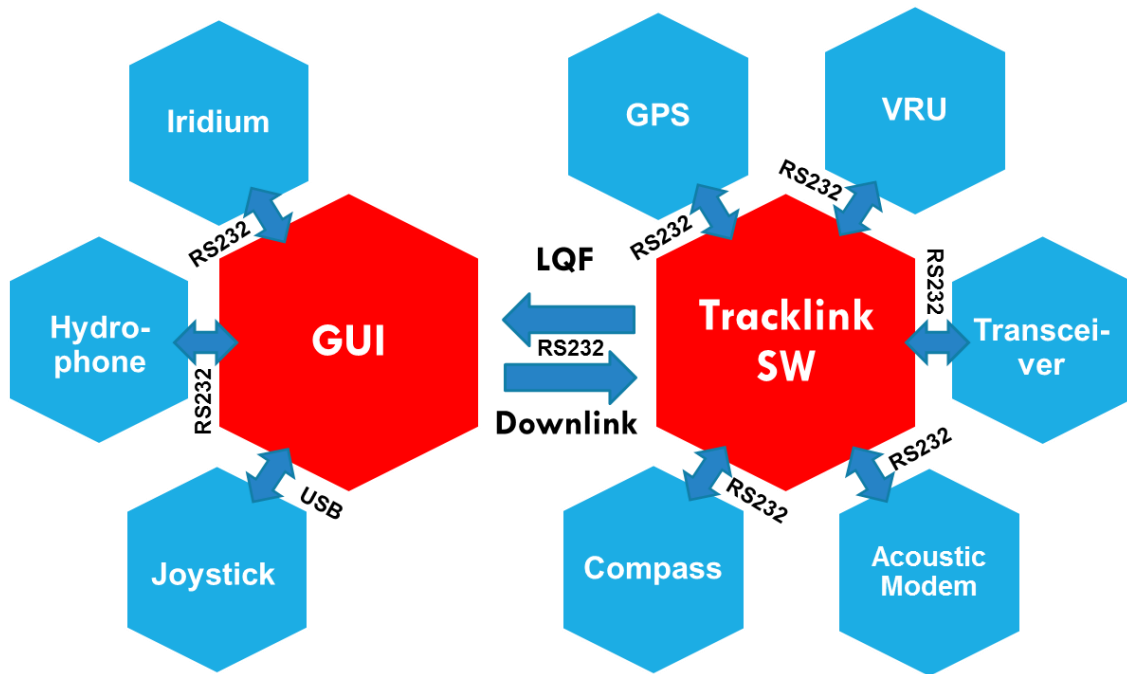 Iridium
RS232
GUI
Hydro-
phone
RS232
Joystick
USB
LQF
RS232
Downlink
GPS
RS232
VRU
RS232
Tracklink
SW
RS232
Transcei-
ver
Compass
RS232
Acoustic
Modem
RS232